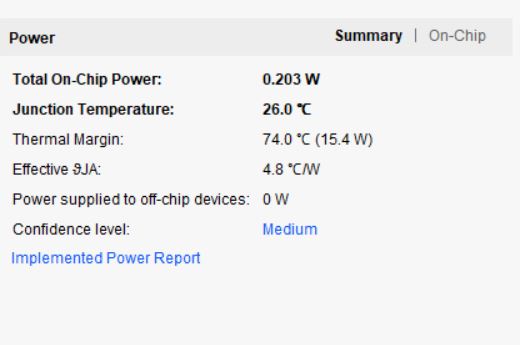 Power Summary | On-Chip
Total On-Chip Power: 0.203 W
Junction Temperature: 26.0 °C
Thermal Margin: 74.0 °C (15.4 W)
Effective ϑJA: 4.8 °C/W
Power supplied to off-chip devices: 0 W
Confidence level: Medium
Implemented Power Report